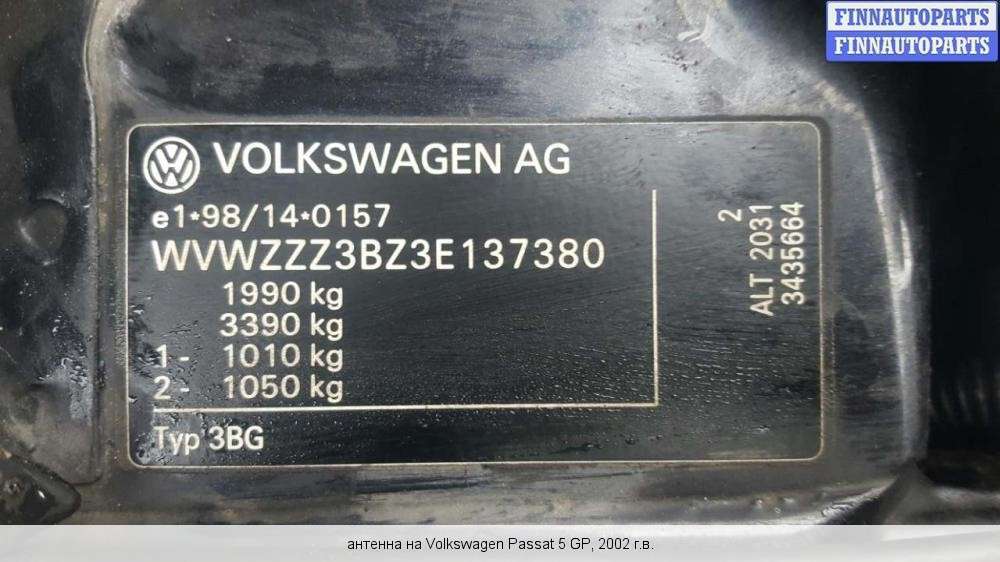 FINNAUTOPARTS
FINNAUTOPARTS
VOLKSWAGEN AG
e1*98/14*0157
WVWZZZ3BZ3E137380
1990 kg
3390 kg
1 - 1010 kg
2 - 1050 kg
Typ 3BG
2
ALT 2031
3435664
антенна на Volkswagen Passat 5 GP, 2002 г.в.